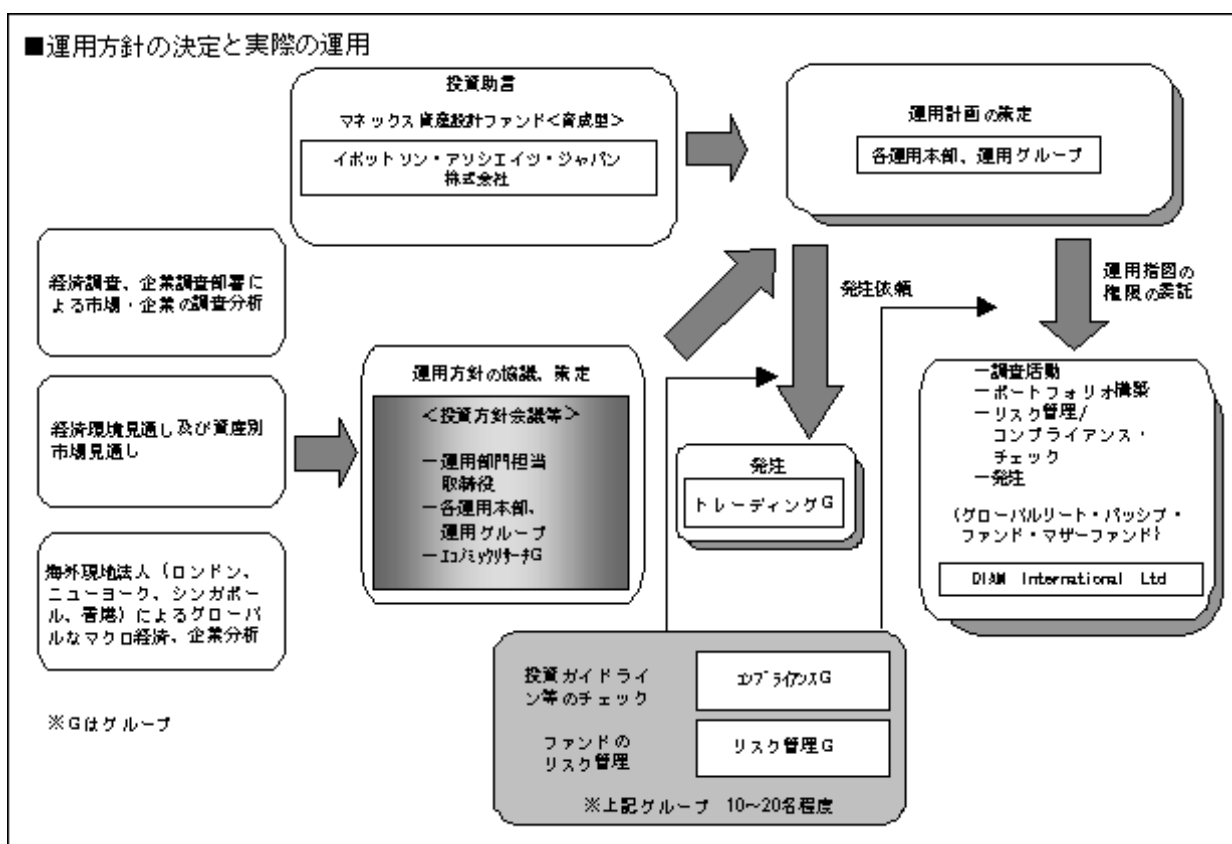 ■運用方針の決定と実際の運用
投資助言
マネックス資産設計ファンド<育成型>
イボットソン・アソシエイツ・ジャパン
株式会社
運用計画の策定
各運用本部、運用グループ
経済調査、企業調査部署に
よる市場・企業の調査分析
経済環境見通し及び資産別
市場見通し
海外現地法人(ロンドン、
ニューヨーク、シンガポー
ル、香港)によるグローバ
ルなマクロ経済、企業分析
※Gはグループ
運用方針の協議、策定
<投資方針会議等>
―運用部門担当
取締役
―各運用本部、
運用グループ
―エコノミックリサーチG
発注依頼
発注
トレーディングG
運用指図の
権限の委託
―調査活動
―ポートフォリオ構築
―リスク管理/
コンプライアンス・
チェック
―発注
(グローバルリート・パッシブ・
ファンド・マザーファンド)
DIAM International Ltd
投資ガイドライ
ン等のチェック
コンプライアンスG
ファンドの
リスク管理
リスク管理G
※上記グループ 10~20名程度